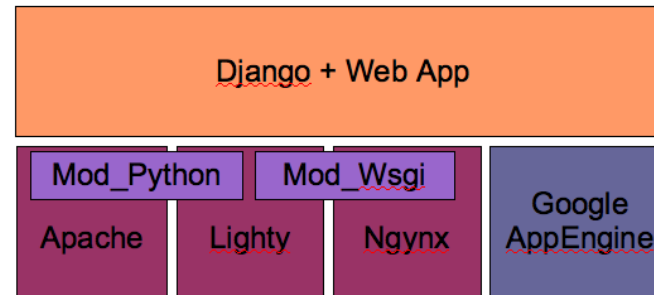 Django + Web App
Mod_Python
Mod_Wsgi
Apache
Lighty
Ngynx
Google
AppEngine